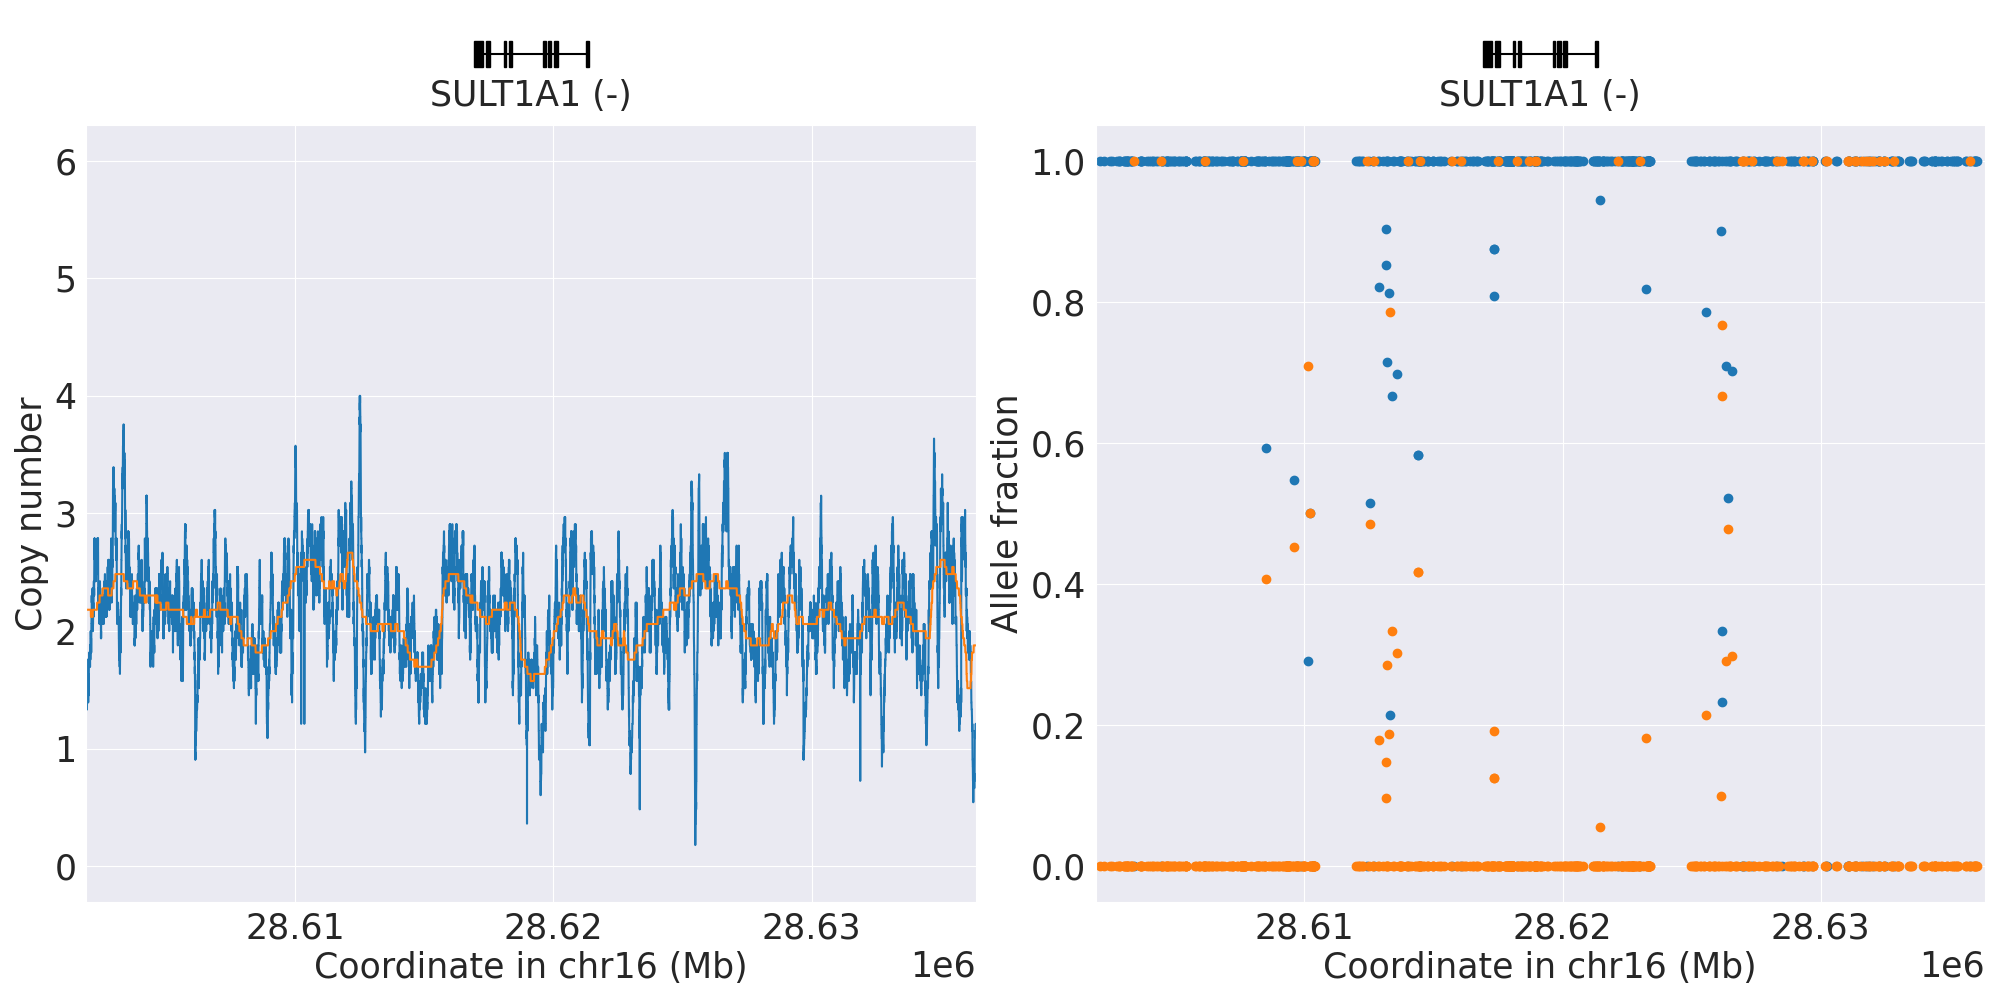 SULT1A1 (-)
Copy number
6
5
4
3
2
1
0
28.61 28.62 28.63
Coordinate in chr16 (Mb)
1e6
SULT1A1 (-)
Allele fraction
1.0
0.8
0.6
0.4
0.2
0.0
28.61 28.62 28.63
Coordinate in chr16 (Mb)
1e6